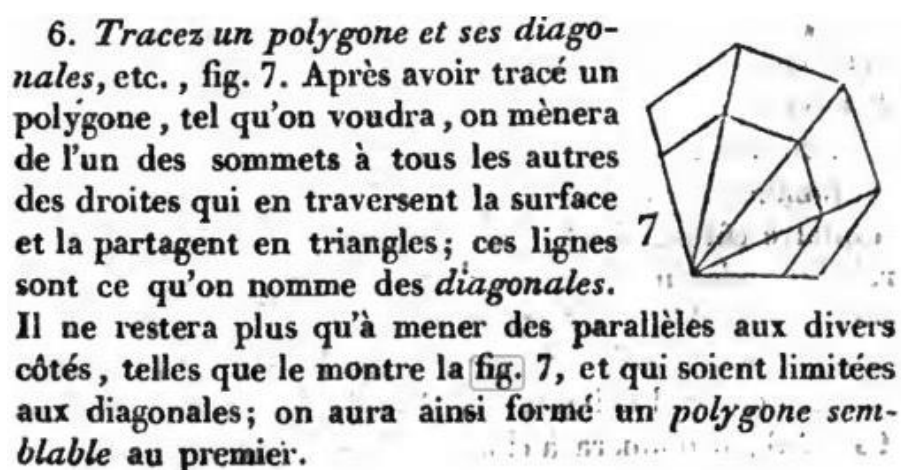 6. Tracez un polygone et ses diago-
nales, etc., fig. 7. Après avoir tracé un
polygone, tel qu'on voudra, on mènera
de l'un des sommets à tous les autres
des droites qui en traversent la surface
et la partagent en triangles; ces lignes
sont ce qu'on nomme des diagonales.
7
Il ne restera plus qu'à mener des parallèles aux divers
côtés, telles que le montre la fig. 7, et qui soient limitées
aux diagonales; on aura ainsi formé un polygone sem-
blable au premier.